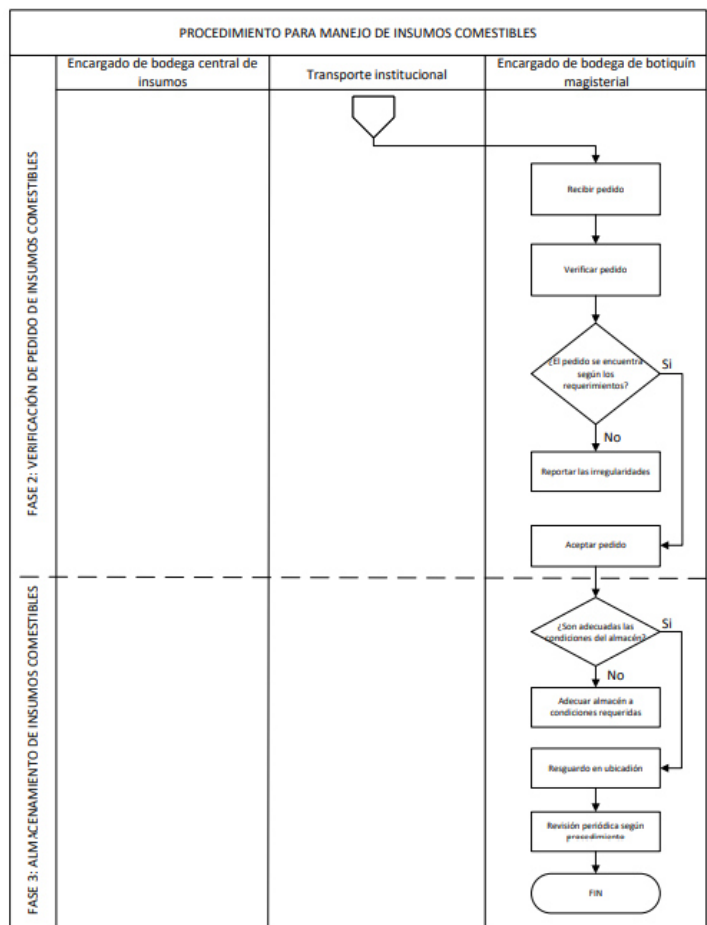 PROCEDIMIENTO PARA MANEJO DE INSUMOS COMESTIBLES
Encargado de bodega central de
insumos
Transporte institucional
Encargado de bodega de botiquín
magisterial
FASE 2: VERIFICACIÓN DE PEDIDO DE INSUMOS COMESTIBLES
Recibir pedido
Verificar pedido
¿El pedido se encuentra
según los
requerimientos?
Si
No
Reportar las irregularidades
Aceptar pedido
FASE 3: ALMACENAMIENTO DE INSUMOS COMESTIBLES
¿Son adecuadas las
condiciones del almacén?
Si
No
Adecuar almacén a
condiciones requeridas
Resguardo en ubicadión
Revisión periódica según
procedimiento
FIN